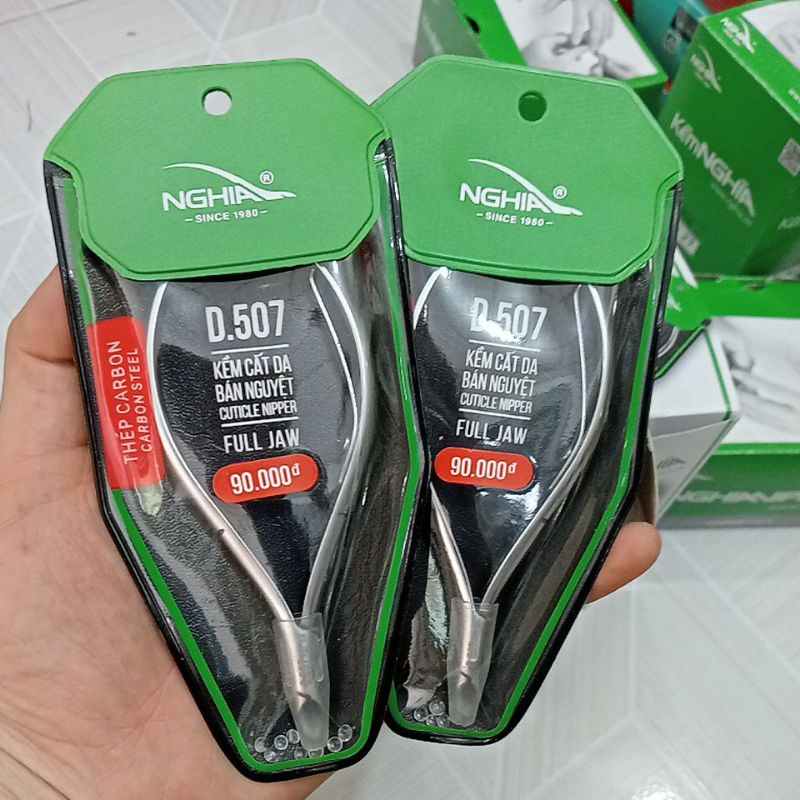 NGHIA®
SINCE 1980
D.507
KỀM CẮT DA
BÁN NGUYỆT
CUTICLE NIPPER
FULL JAW
90.000đ
THÉP CARBON
CARBON STEEL
NGHIA®
SINCE 1980
D.507
KỀM CẮT DA
BÁN NGUYỆT
CUTICLE NIPPER
FULL JAW
90.000đ
NGHIA
KềmNGHĨA